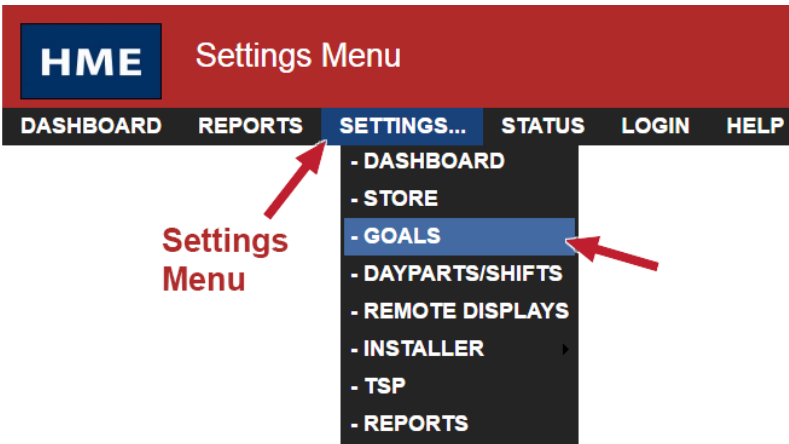 HME Settings Menu
DASHBOARD REPORTS SETTINGS... STATUS LOGIN HELP
- DASHBOARD
- STORE
- GOALS
- DAYPARTS/SHIFTS
- REMOTE DISPLAYS
- INSTALLER
- TSP
- REPORTS
Settings
Menu